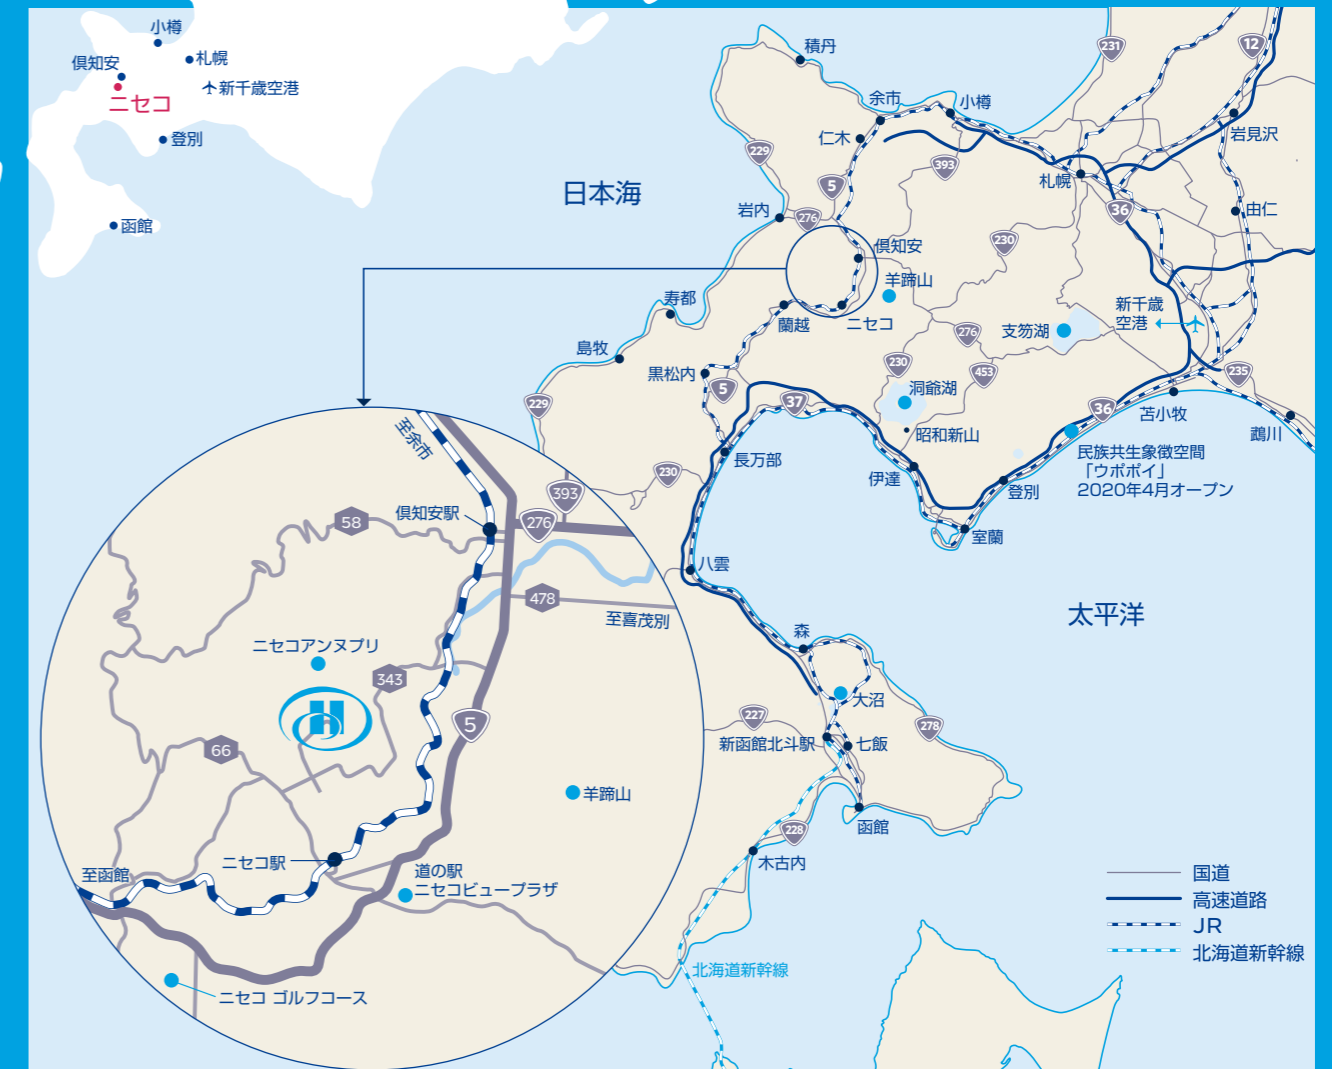 小樽
倶知安
札幌
ニセコ
新千歳空港
登別
函館
日本海
積丹
余市
小樽
仁木
231
12
岩見沢
229
5
393
札幌
36
由仁
岩内
276
倶知安
230
羊蹄山
寿都
蘭越
ニセコ
276
支笏湖
新千歳
空港
島牧
黒松内
5
230
453
235
229
37
洞爺湖
36
苫小牧
鵡川
昭和新山
長万部
230
伊達
登別
民族共生象徴空間
「ウポポイ」
2020年4月オープン
室蘭
八雲
太平洋
森
大沼
227
278
新函館北斗駅
七飯
228
函館
木古内
北海道新幹線
至余市
倶知安駅
393
276
58
478
至喜茂別
ニセコアンヌプリ
343
H
5
66
羊蹄山
ニセコ駅
至函館
道の駅
ニセコビュープラザ
ニセコ ゴルフコース
国道
高速道路
JR
北海道新幹線